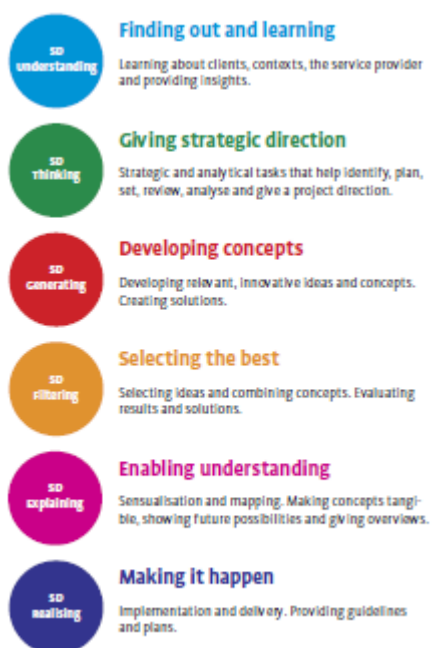 SD
understanding
Finding out and learning
Learning about clients, contexts, the service provider
and providing insights.
SD
Thinking
Giving strategic direction
Strategic and analytical tasks that help identify, plan,
set, review, analyse and give a project direction.
SD
Generating
Developing concepts
Developing relevant, innovative ideas and concepts.
Creating solutions.
SD
Filtering
Selecting the best
Selecting ideas and combining concepts. Evaluating
results and solutions.
SD
Explaining
Enabling understanding
Sensualisation and mapping. Making concepts tangi-
ble, showing future possibilities and giving overviews.
SD
Realising
Making it happen
Implementation and delivery. Providing guidelines
and plans.